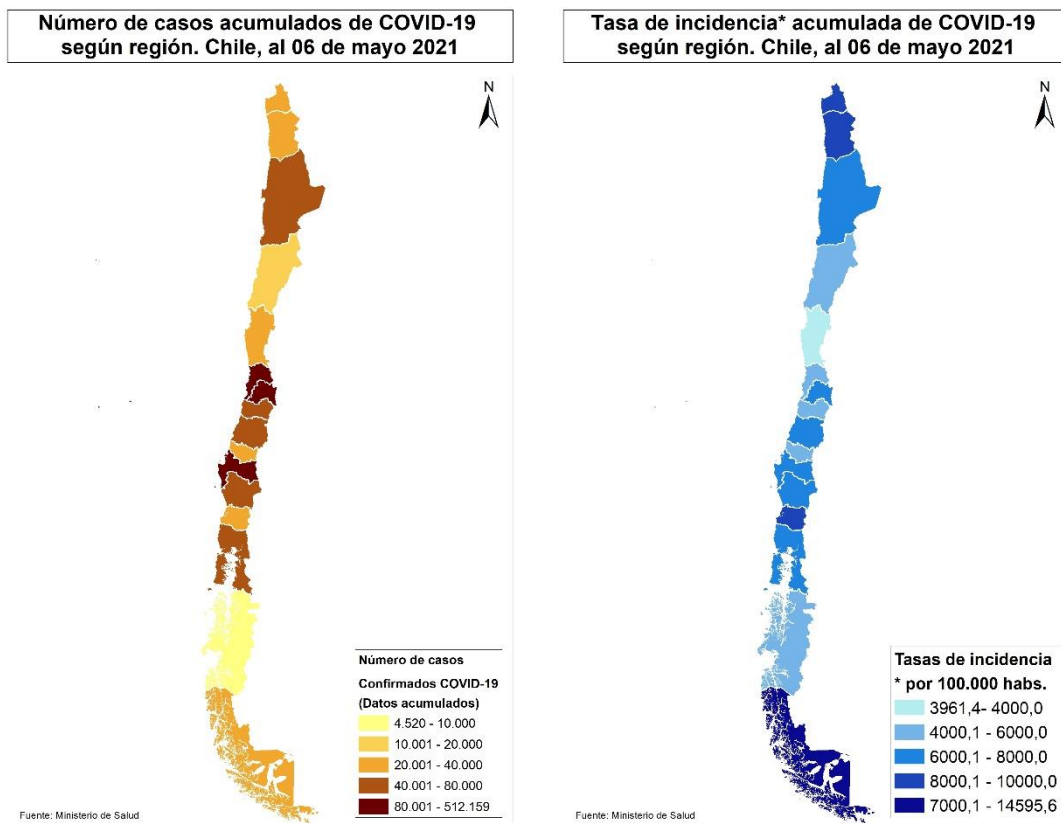 Número de casos acumulados de COVID-19
según región. Chile, al 06 de mayo 2021
N
Número de casos
Confirmados COVID-19
(Datos acumulados)
4.520 - 10.000
10.001 - 20.000
20.001 - 40.000
40.001 - 80.000
80.001 - 512.159
Fuente: Ministerio de Salud
Tasa de incidencia* acumulada de COVID-19
según región. Chile, al 06 de mayo 2021
N
Tasas de incidencia
* por 100.000 habs.
3961,4- 4000,0
4000,1 - 6000,0
6000,1 - 8000,0
8000,1 - 10000,0
7000,1 - 14595,6
Fuente: Ministerio de Salud